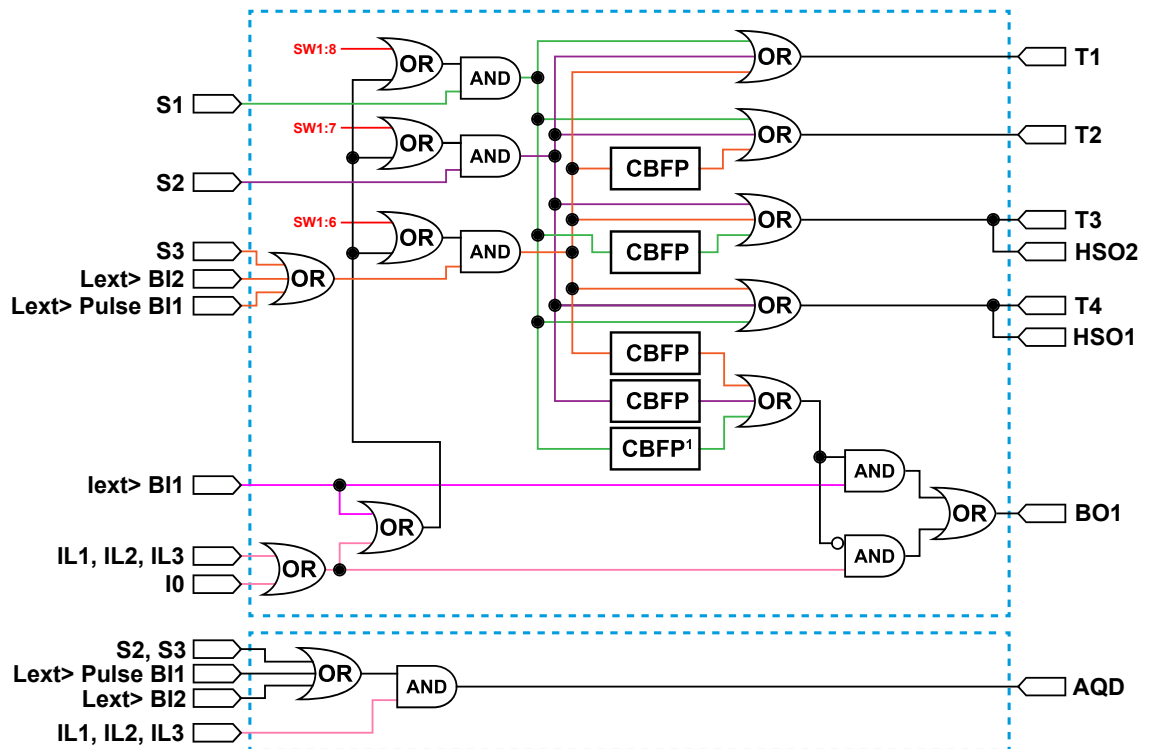 SW1:8
OR
AND
OR
T1
S1
SW1:7
OR
AND
OR
T2
CBFP
S2
SW1:6
OR
AND
OR
T3
CBFP
HSO2
S3
Lext> BI2
OR
Lext> Pulse BI1
OR
T4
HSO1
CBFP
CBFP
OR
CBFP¹
Iext> BI1
AND
OR
OR
BO1
IL1, IL2, IL3
OR
AND
I0
S2, S3
Lext> Pulse BI1
OR
Lext> BI2
AND
AQD
IL1, IL2, IL3